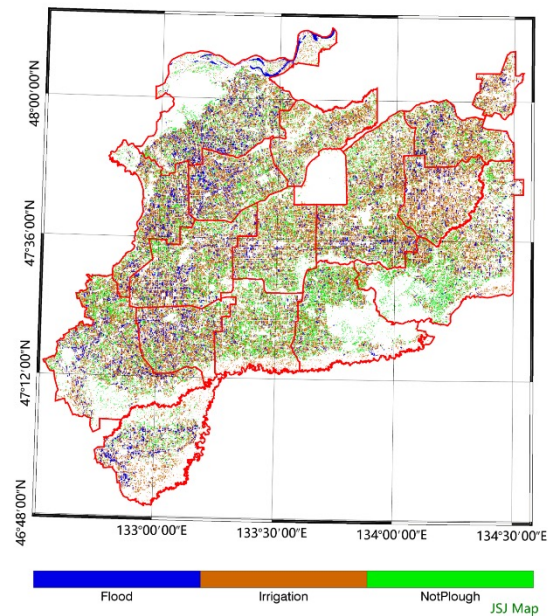 48°00′00″N
47°36′00″N
47°12′00″N
46°48′00″N
133°00′00″E 133°30′00″E 134°00′00″E 134°30′00″E
Flood Irrigation NotPlough
JSJ Map